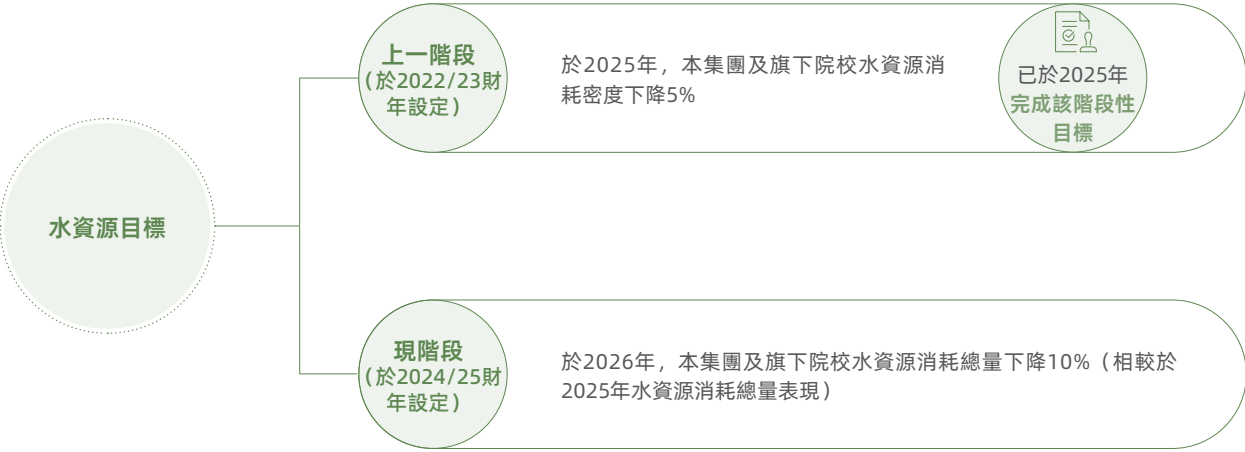 水資源目標
上一階段
（於2022/23財
年設定）
於2025年，本集團及旗下院校水資源消
耗密度下降5%
已於2025年
完成該階段性
目標
現階段
（於2024/25財
年設定）
於2026年，本集團及旗下院校水資源消耗總量下降10%（相較於
2025年水資源消耗總量表現）